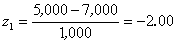 z₁ = (5,000 − 7,000) / 1,000 = −2.00